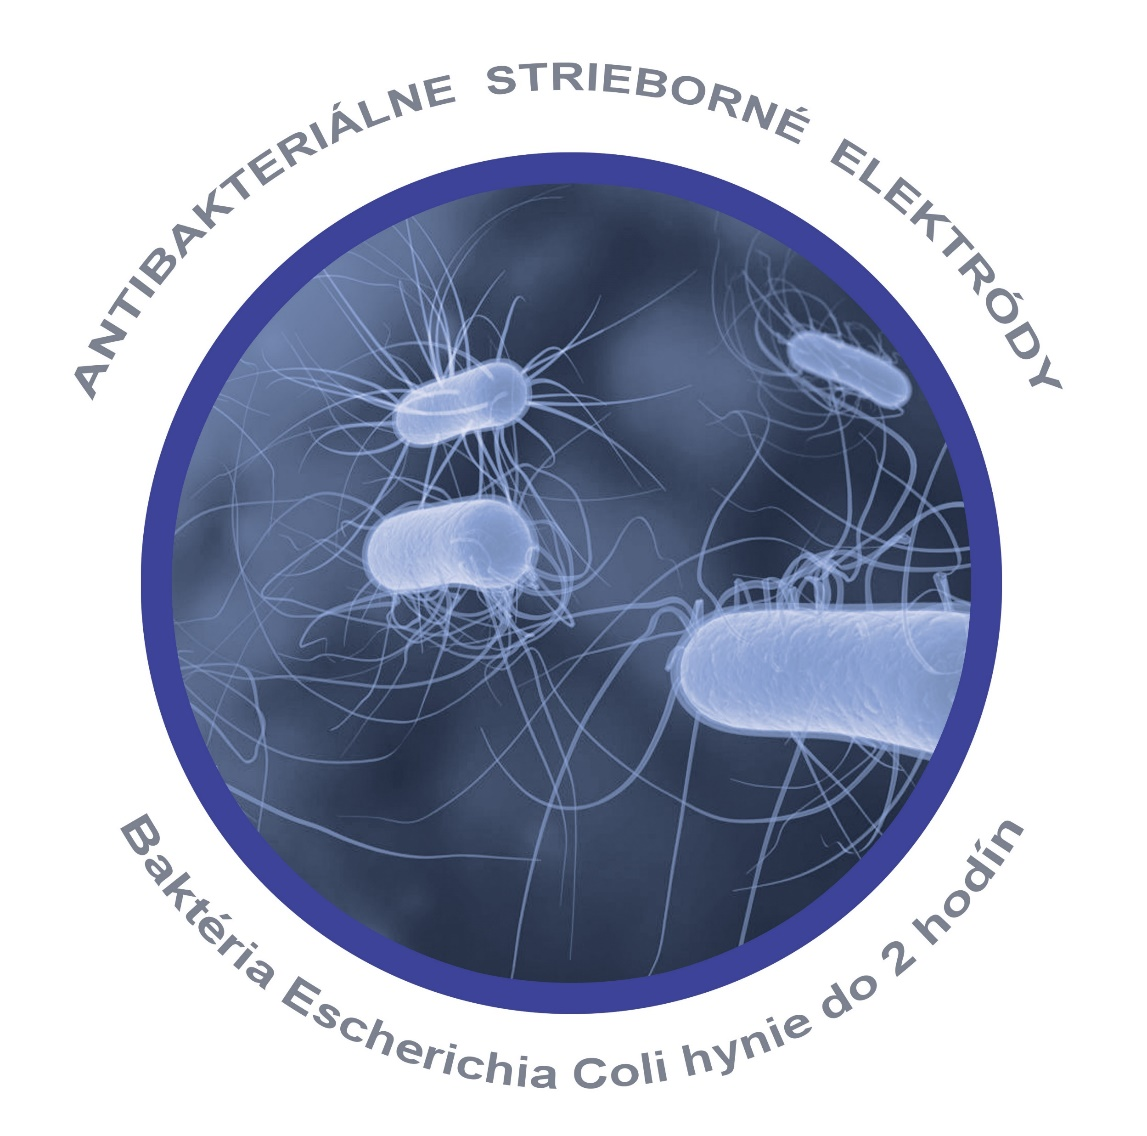 ANTIBAKTERIÁLNE STRIEBORNÉ ELEKTRÓDY
Baktéria Escherichia Coli hynie do 2 hodín